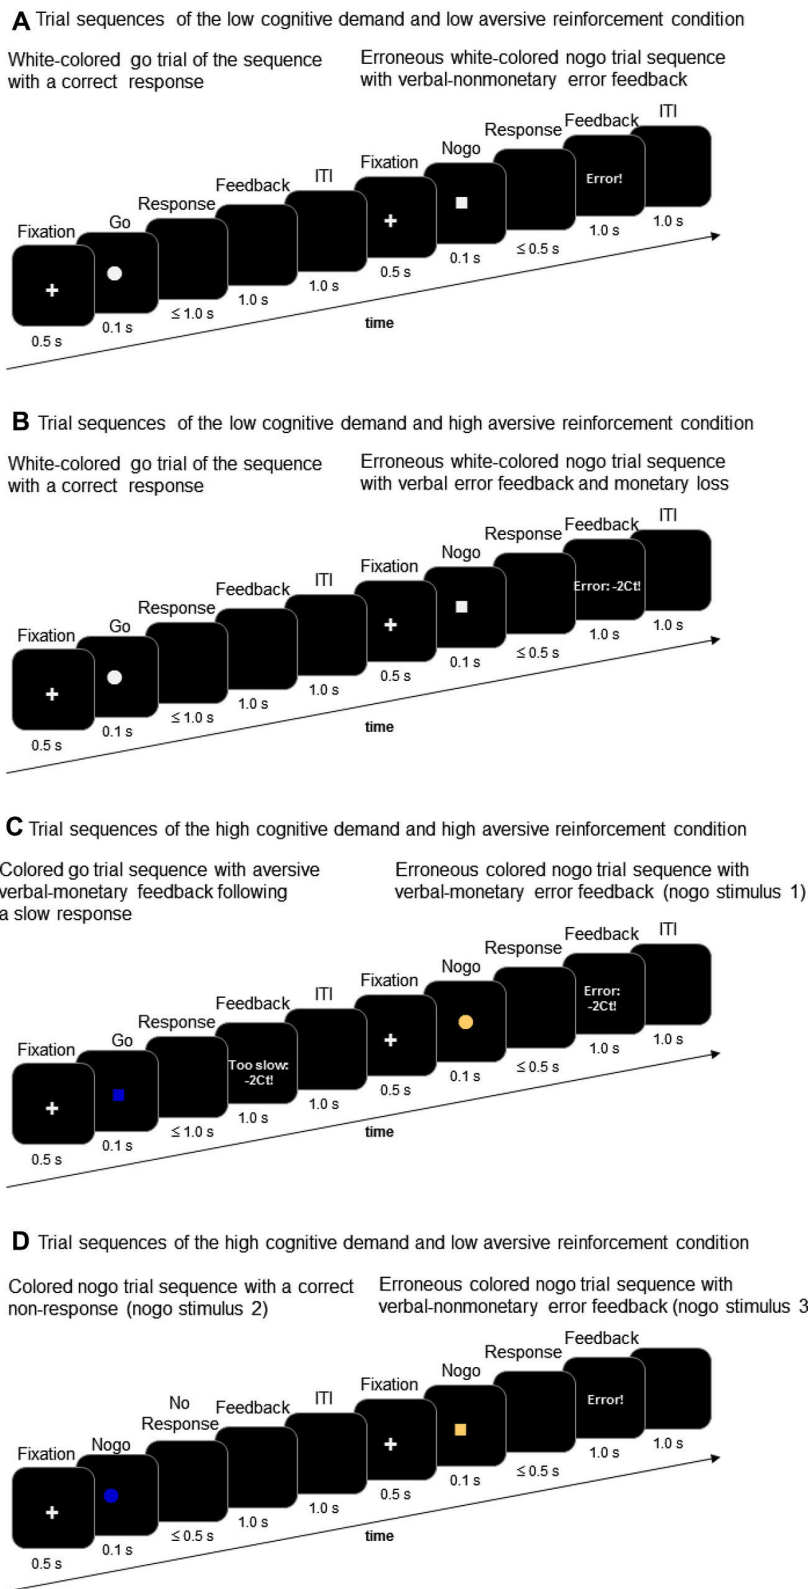 A Trial sequences of the low cognitive demand and low aversive reinforcement condition
White-colored go trial of the sequence
with a correct response
Erroneous white-colored nogo trial sequence
with verbal-nonmonetary error feedback
Fixation
Go
Response
Feedback
ITI
Fixation
Nogo
Response
Feedback
ITI
Error!
0.5 s
0.1 s
≤ 1.0 s
1.0 s
1.0 s
0.5 s
0.1 s
≤ 0.5 s
1.0 s
1.0 s
time
B Trial sequences of the low cognitive demand and high aversive reinforcement condition
White-colored go trial of the sequence
with a correct response
Erroneous white-colored nogo trial sequence
with verbal error feedback and monetary loss
Fixation
Go
Response
Feedback
ITI
Fixation
Nogo
Response
Feedback
ITI
Error: -2Ct!
0.5 s
0.1 s
≤ 1.0 s
1.0 s
1.0 s
0.5 s
0.1 s
≤ 0.5 s
1.0 s
1.0 s
time
C Trial sequences of the high cognitive demand and high aversive reinforcement condition
Colored go trial sequence with aversive
verbal-monetary feedback following
a slow response
Erroneous colored nogo trial sequence with
verbal-monetary error feedback (nogo stimulus 1)
Fixation
Go
Response
Feedback
ITI
Fixation
Nogo
Response
Feedback
ITI
Too slow:
-2Ct!
Error:
-2Ct!
0.5 s
0.1 s
≤ 1.0 s
1.0 s
1.0 s
0.5 s
0.1 s
≤ 0.5 s
1.0 s
1.0 s
time
D Trial sequences of the high cognitive demand and low aversive reinforcement condition
Colored nogo trial sequence with a correct
non-response (nogo stimulus 2)
Erroneous colored nogo trial sequence with
verbal-nonmonetary error feedback (nogo stimulus 3
Fixation
Nogo
No
Response
Feedback
ITI
Fixation
Nogo
Response
Feedback
Error!
0.5 s
0.1 s
≤ 0.5 s
1.0 s
1.0 s
0.5 s
0.1 s
≤ 0.5 s
1.0 s
1.0 s
time